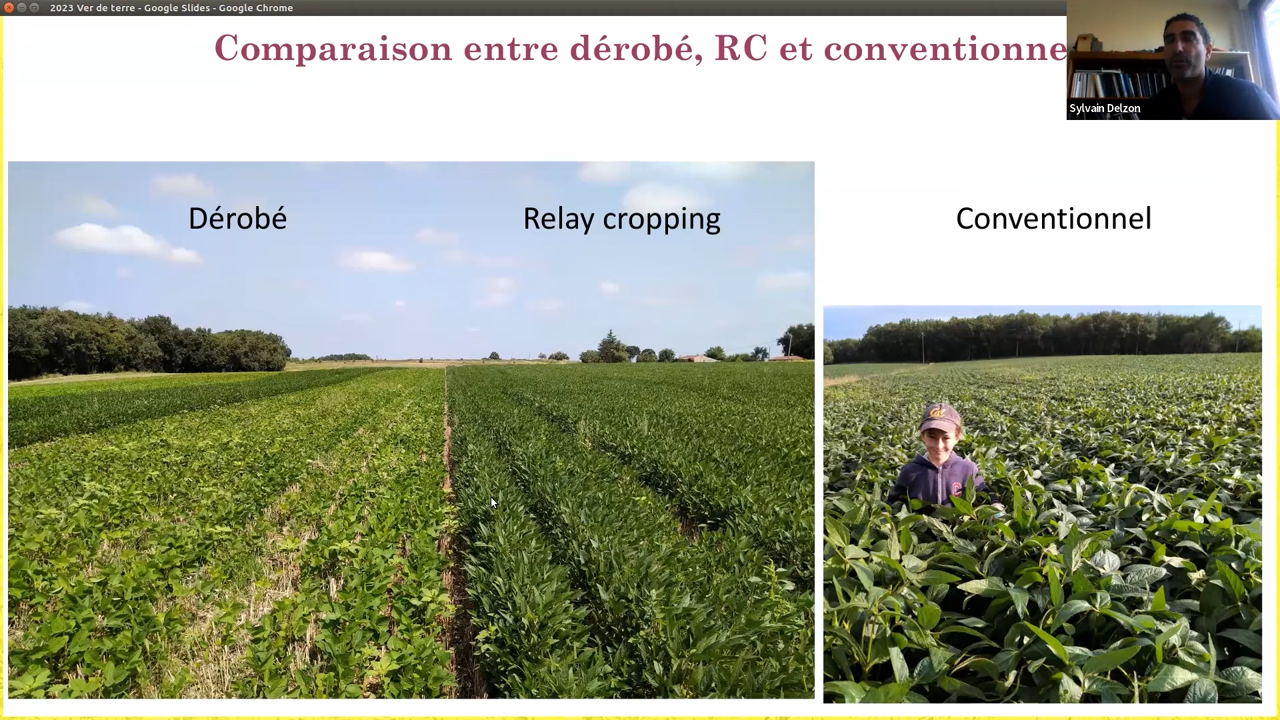 2023 Ver de terre - Google Slides - Google Chrome
Comparaison entre dérobé, RC et conventionne
Sylvain Delzon
Dérobé
Relay cropping
Conventionnel